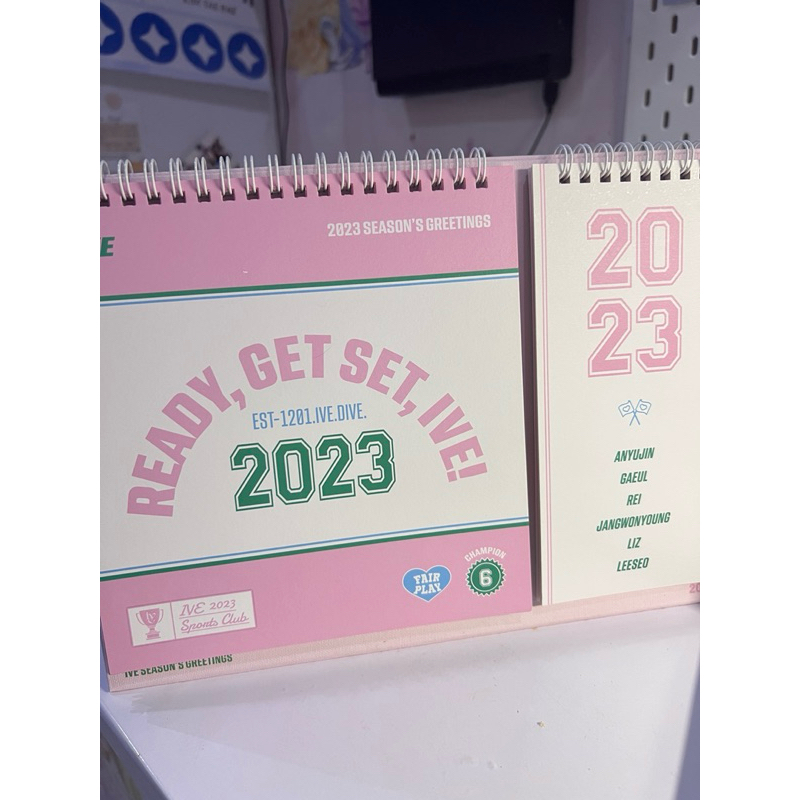 E
2023 SEASON'S GREETINGS
READY, GET SET, IVE!
EST-1201.IVE.DIVE.
2023
FAIR
PLAY
CHAMPION
6
IVE 2023
Sports Club
IVE SEASON'S GREETINGS
20
23
ANYUJIN
GAEUL
REI
JANGWONYOUNG
LIZ
LEESEO